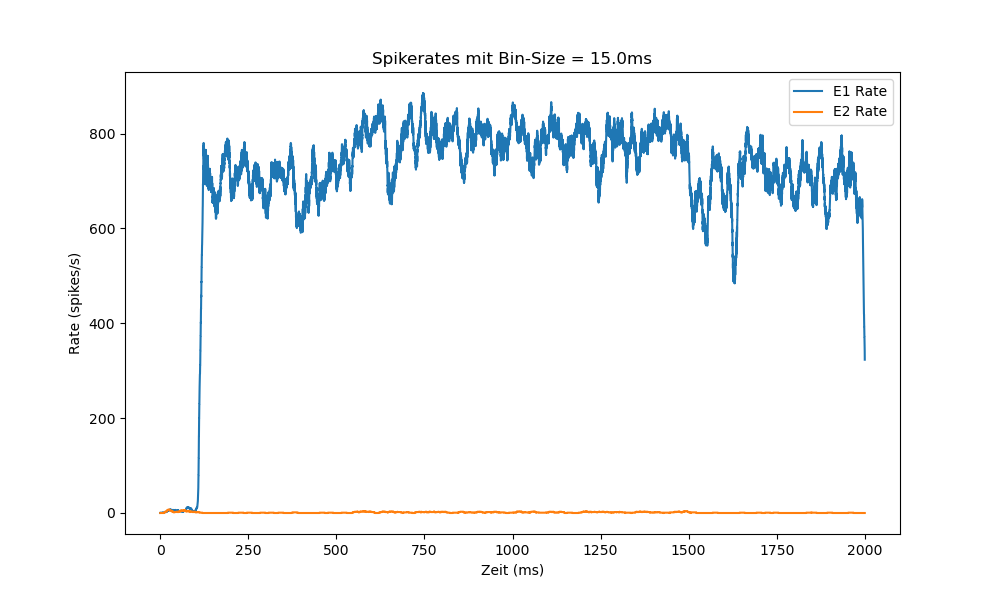 Spikerates mit Bin-Size = 15.0ms
E1 Rate
E2 Rate
Rate (spikes/s)
800
600
400
200
0
0 250 500 750 1000 1250 1500 1750 2000
Zeit (ms)